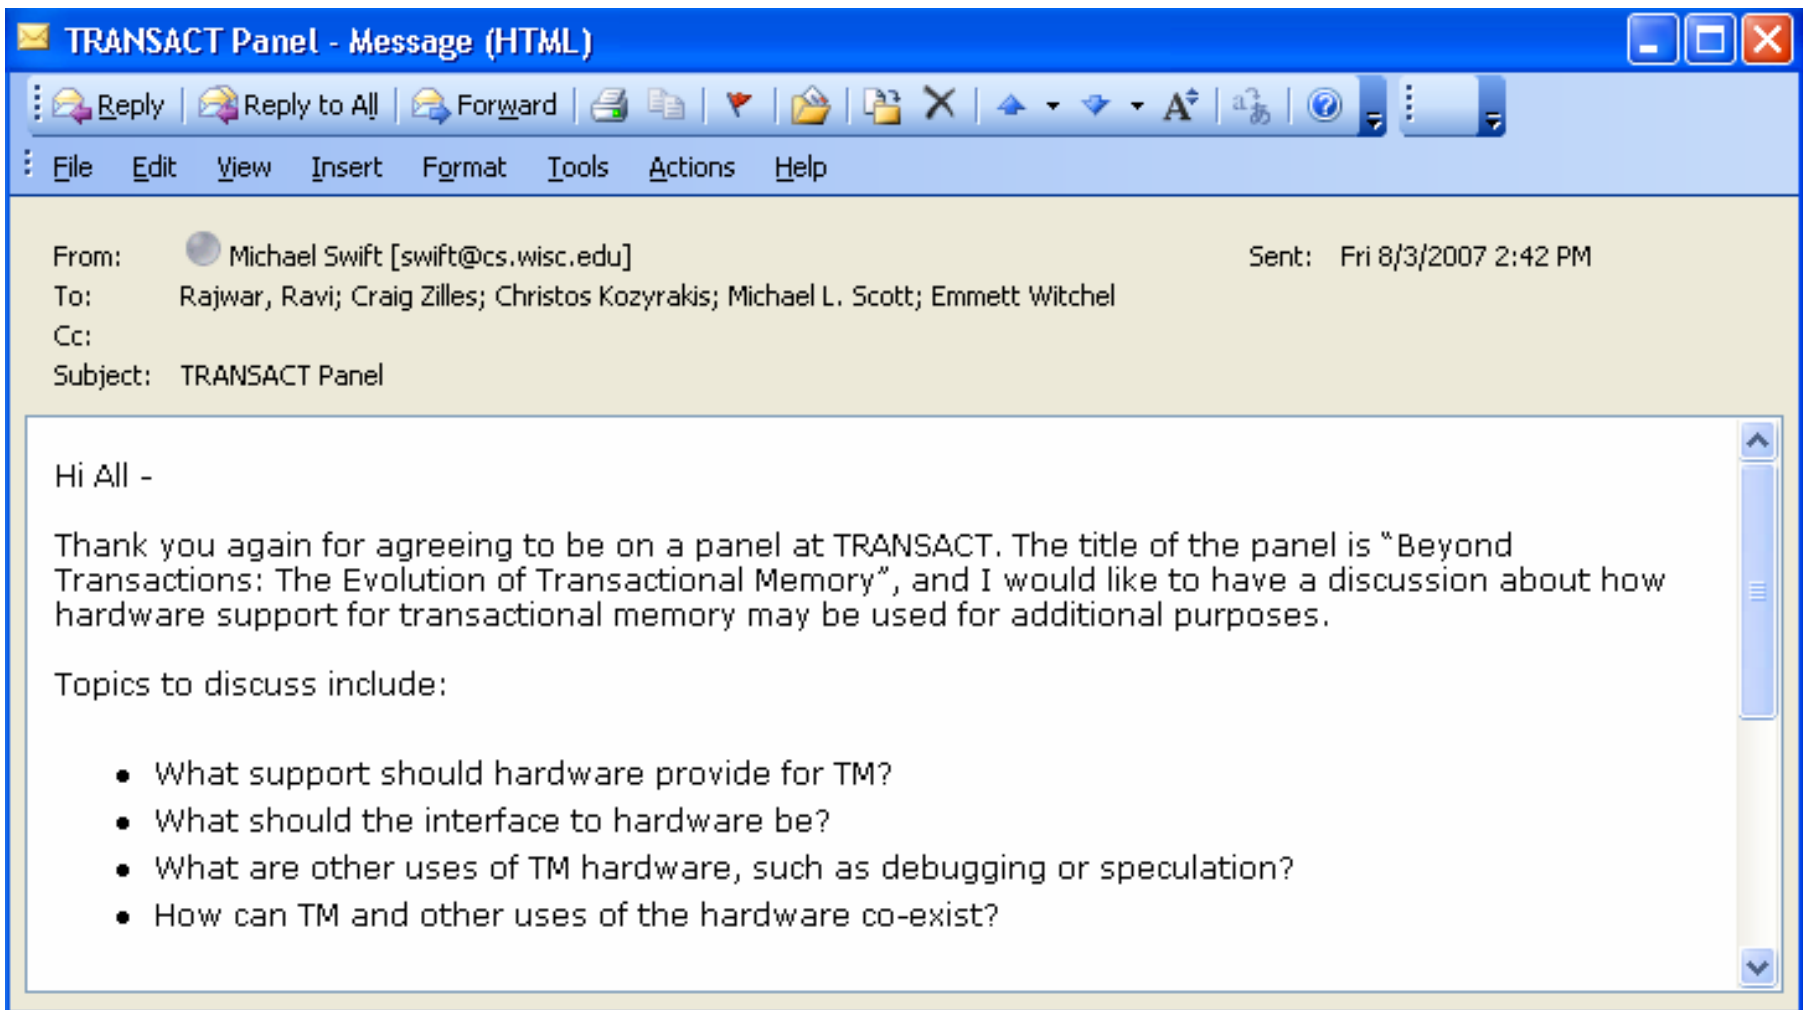 TRANSACT Panel - Message (HTML)
Reply Reply to All Forward
File Edit View Insert Format Tools Actions Help
From: Michael Swift [swift@cs.wisc.edu] Sent: Fri 8/3/2007 2:42 PM
To: Rajwar, Ravi; Craig Zilles; Christos Kozyrakis; Michael L. Scott; Emmett Witchel
Cc:
Subject: TRANSACT Panel
Hi All -
Thank you again for agreeing to be on a panel at TRANSACT. The title of the panel is “Beyond
Transactions: The Evolution of Transactional Memory”, and I would like to have a discussion about how
hardware support for transactional memory may be used for additional purposes.
Topics to discuss include:
• What support should hardware provide for TM?
• What should the interface to hardware be?
• What are other uses of TM hardware, such as debugging or speculation?
• How can TM and other uses of the hardware co-exist?